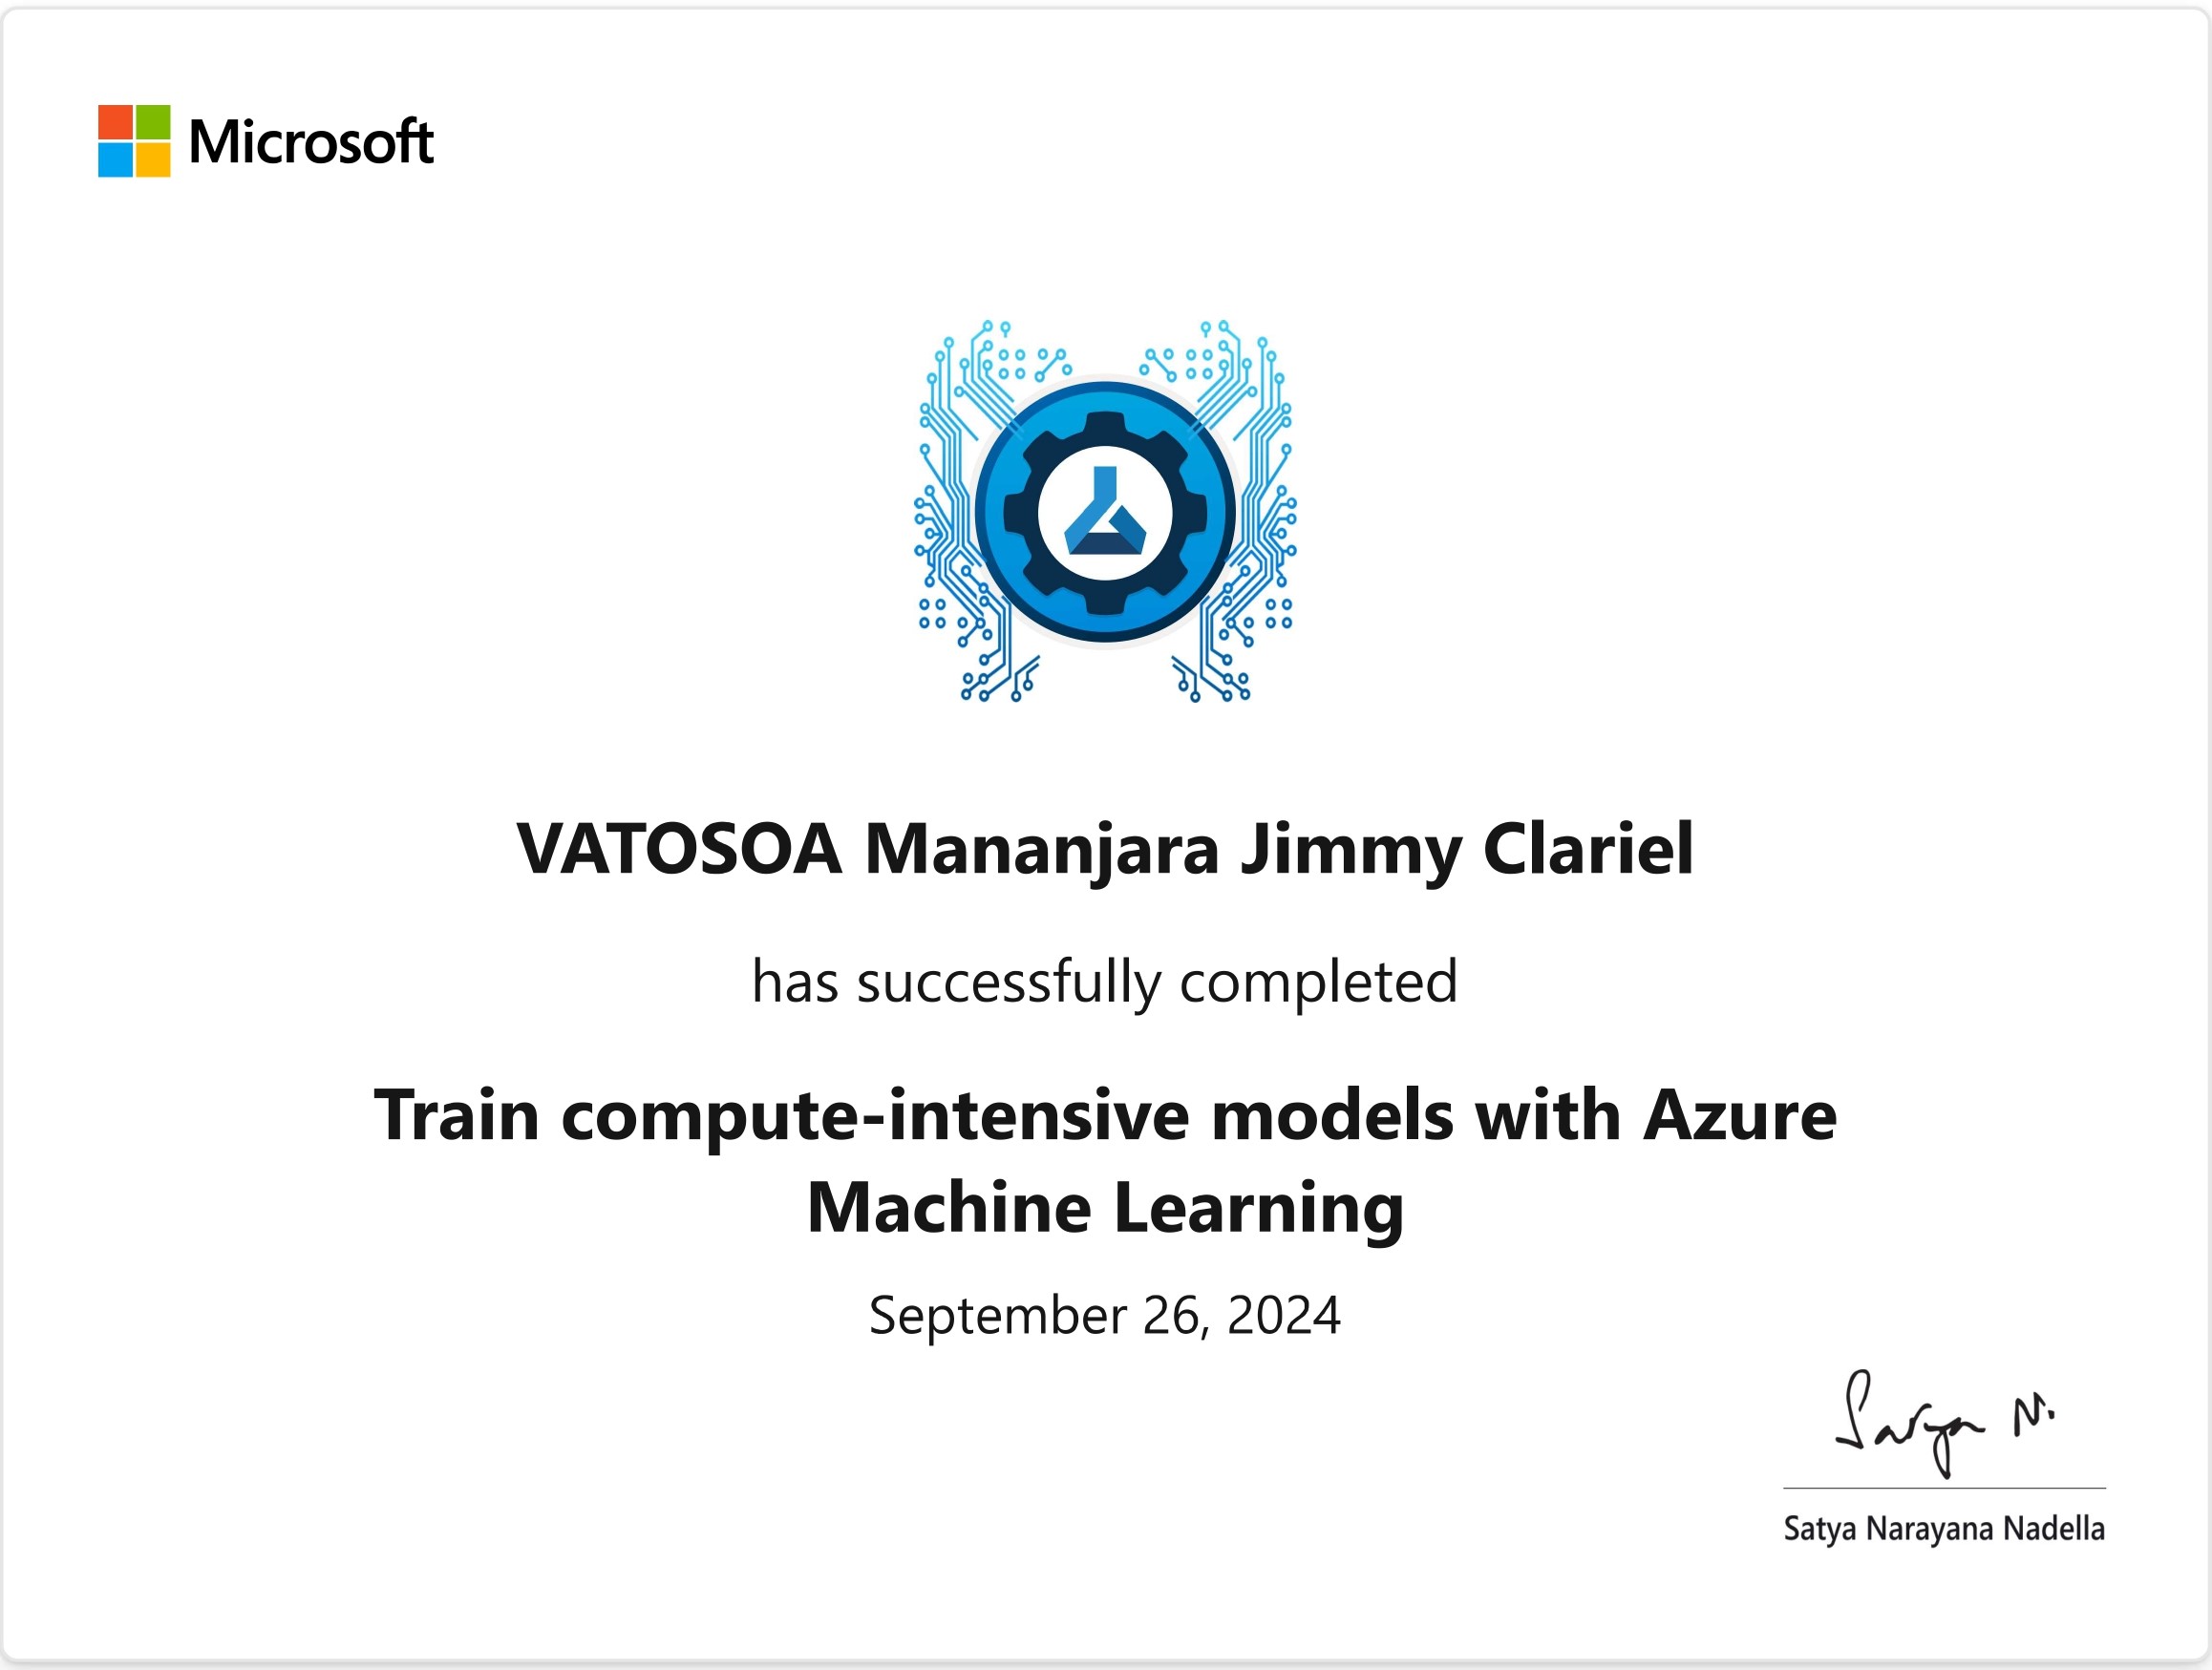 Microsoft
VATOSOA Mananjara Jimmy Clariel
has successfully completed
Train compute-intensive models with Azure
Machine Learning
September 26, 2024
Satya N.
Satya Narayana Nadella